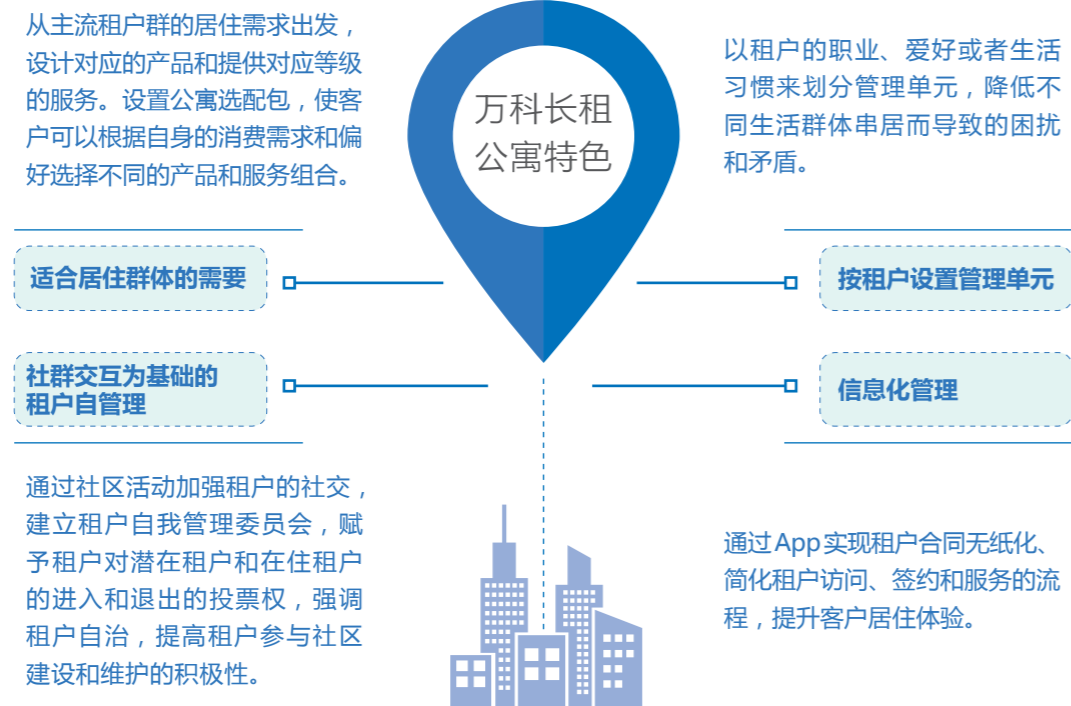 万科长租
公寓特色
从主流租户群的居住需求出发，
设计对应的产品和提供对应等级
的服务。设置公寓选配包，使客
户可以根据自身的消费需求和偏
好选择不同的产品和服务组合。
适合居住群体的需要
以租户的职业、爱好或者生活
习惯来划分管理单元，降低不
同生活群体串居而导致的困扰
和矛盾。
按租户设置管理单元
社群交互为基础的
租户自管理
通过社区活动加强租户的社交，
建立租户自我管理委员会，赋
予租户对潜在租户和在住租户
的进入和退出的投票权，强调
租户自治，提高租户参与社区
建设和维护的积极性。
信息化管理
通过App实现租户合同无纸化、
简化租户访问、签约和服务的流
程，提升客户居住体验。